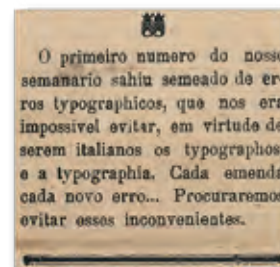 O primeiro numero do nosso
semanario sahiu semeado de er
ros typographicos, que nos era
impossivel evitar, em virtude de
serem italianos os typographos
e a typographia. Cada emenda
cada novo erro... Procuraremos
evitar esses inconvenientes.